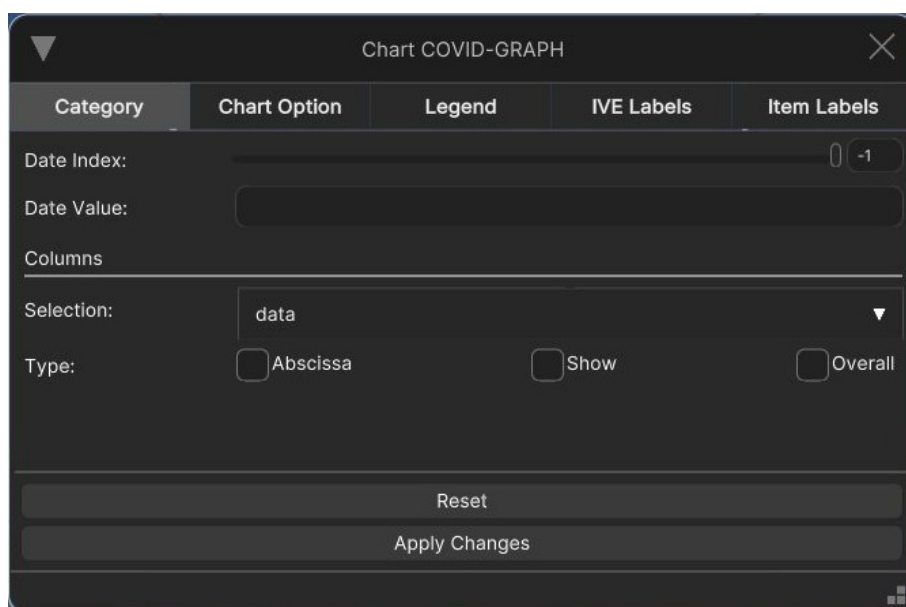 Chart COVID-GRAPH
Category Chart Option Legend IVE Labels Item Labels
Date Index: -1
Date Value:
Columns
Selection: data
Type: Abscissa Show Overall
Reset
Apply Changes